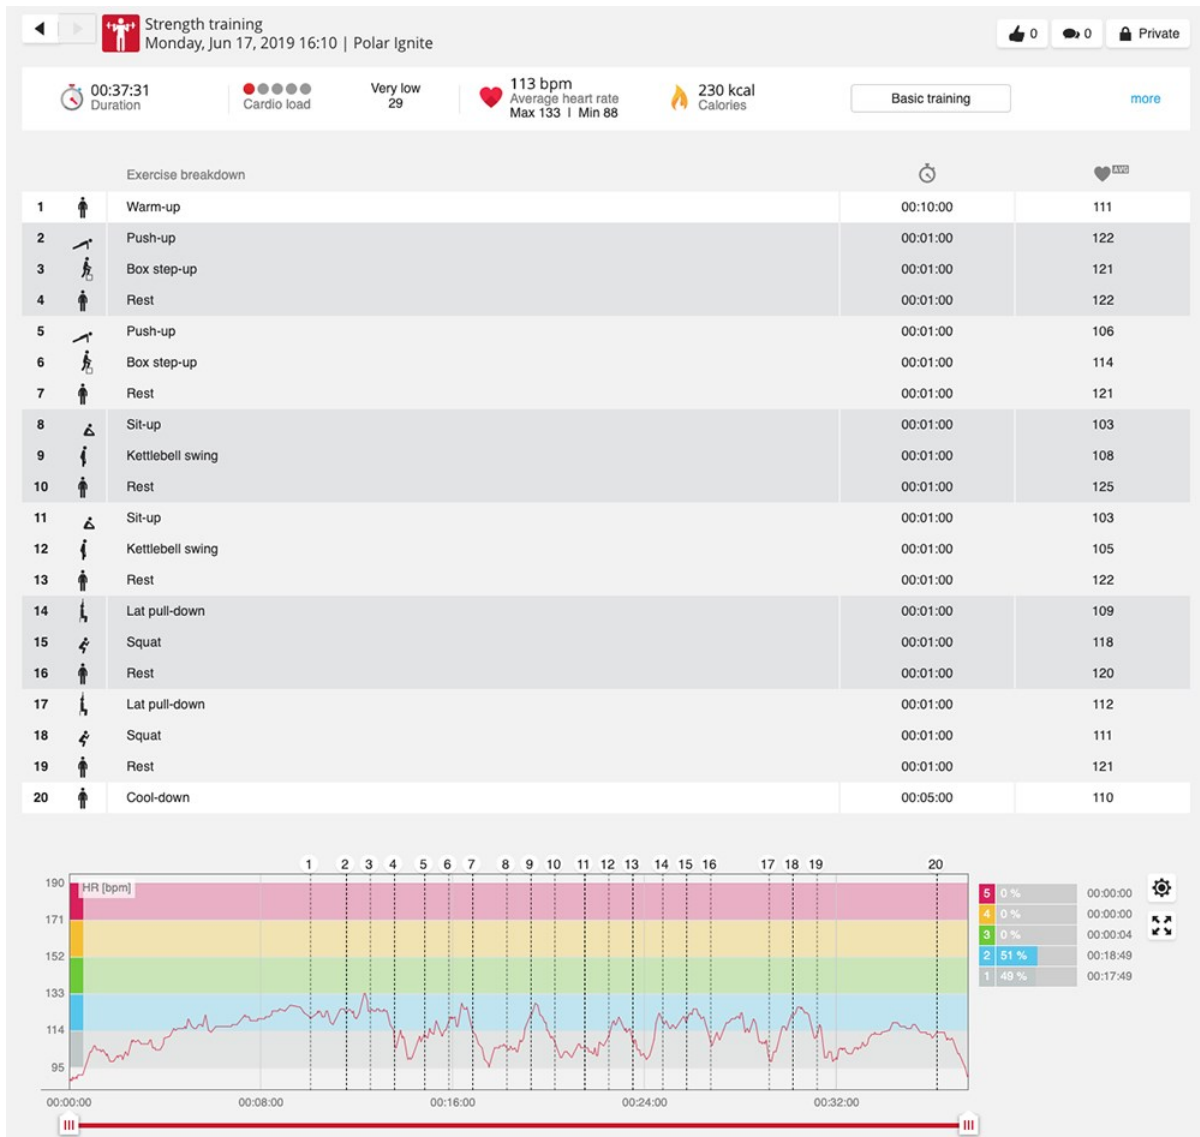 Strength training
Monday, Jun 17, 2019 16:10 | Polar Ignite
0 0 Private
00:37:31
Duration
Cardio load
Very low
29
113 bpm
Average heart rate
Max 133 | Min 88
230 kcal
Calories
Basic training
more
Exercise breakdown AVG
1 Warm-up 00:10:00 111
2 Push-up 00:01:00 122
3 Box step-up 00:01:00 121
4 Rest 00:01:00 122
5 Push-up 00:01:00 106
6 Box step-up 00:01:00 114
7 Rest 00:01:00 121
8 Sit-up 00:01:00 103
9 Kettlebell swing 00:01:00 108
10 Rest 00:01:00 125
11 Sit-up 00:01:00 103
12 Kettlebell swing 00:01:00 105
13 Rest 00:01:00 122
14 Lat pull-down 00:01:00 109
15 Squat 00:01:00 118
16 Rest 00:01:00 120
17 Lat pull-down 00:01:00 112
18 Squat 00:01:00 111
19 Rest 00:01:00 121
20 Cool-down 00:05:00 110
1 2 3 4 5 6 7 8 9 10 11 12 13 14 15 16 17 18 19 20
HR [bpm]
190
171
152
133
114
95
00:00:00 00:08:00 00:16:00 00:24:00 00:32:00
5 0 % 00:00:00
4 0 % 00:00:00
3 0 % 00:00:04
2 51 % 00:18:49
1 49 % 00:17:49